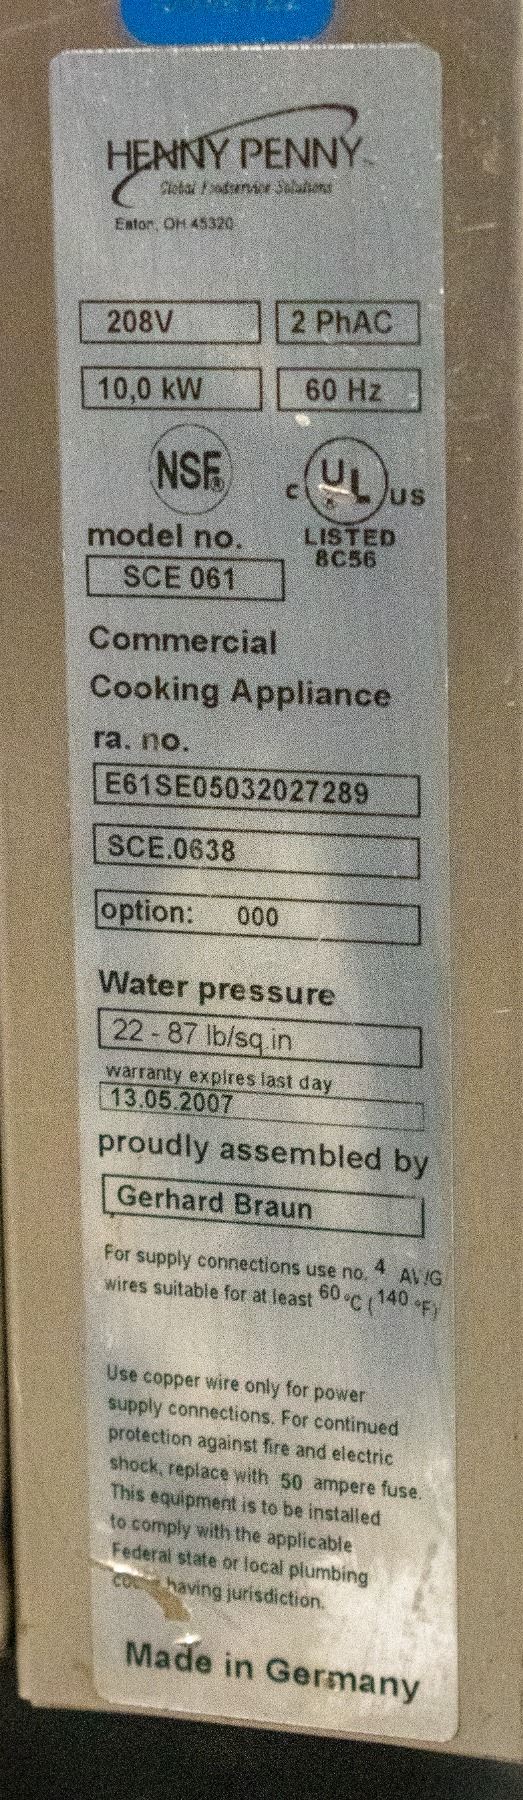 HENNY PENNY
Global Foodservice Solutions
Eaton, OH 45320
208V 2 PhAC
10,0 kW 60 Hz
NSF®
C UL® US
LISTED
8C56
model no.
SCE 061
Commercial
Cooking Appliance
ra. no.
E61SE05032027289
SCE.0638
option: 000
Water pressure
22 - 87 lb/sq.in
warranty expires last day
13.05.2007
proudly assembled by
Gerhard Braun
For supply connections use no. 4 AWG
wires suitable for at least 60 °C (140 °F)
Use copper wire only for power
supply connections. For continued
protection against fire and electric
shock, replace with 50 ampere fuse.
This equipment is to be installed
to comply with the applicable
Federal state or local plumbing
having jurisdiction.
Made in Germany